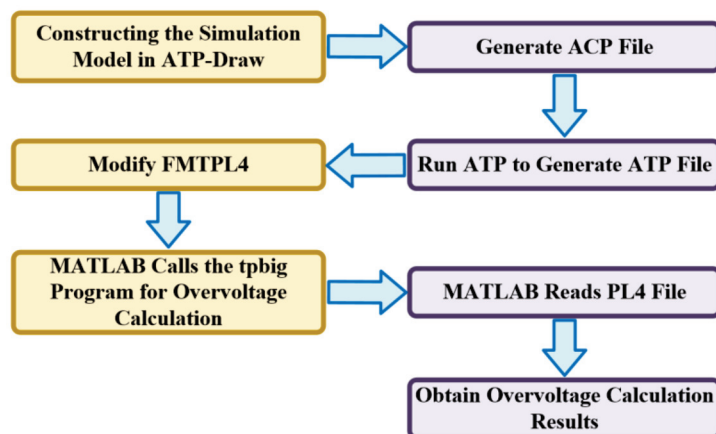 Constructing the Simulation
Model in ATP-Draw
Generate ACP File
Run ATP to Generate ATP File
Modify FMTPL4
MATLAB Calls the tpbig
Program for Overvoltage
Calculation
MATLAB Reads PL4 File
Obtain Overvoltage Calculation
Results